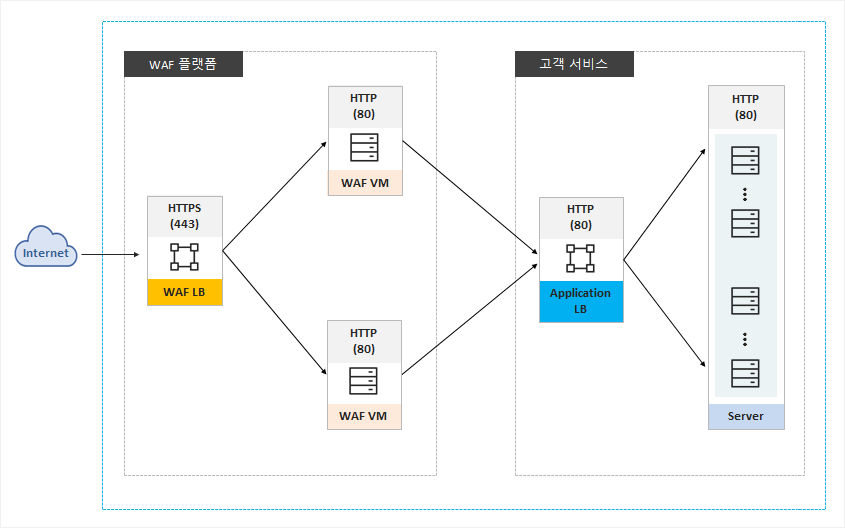 WAF 플랫폼
고객 서비스
Internet
HTTPS
(443)
WAF LB
HTTP
(80)
WAF VM
HTTP
(80)
WAF VM
HTTP
(80)
Application
LB
HTTP
(80)
Server